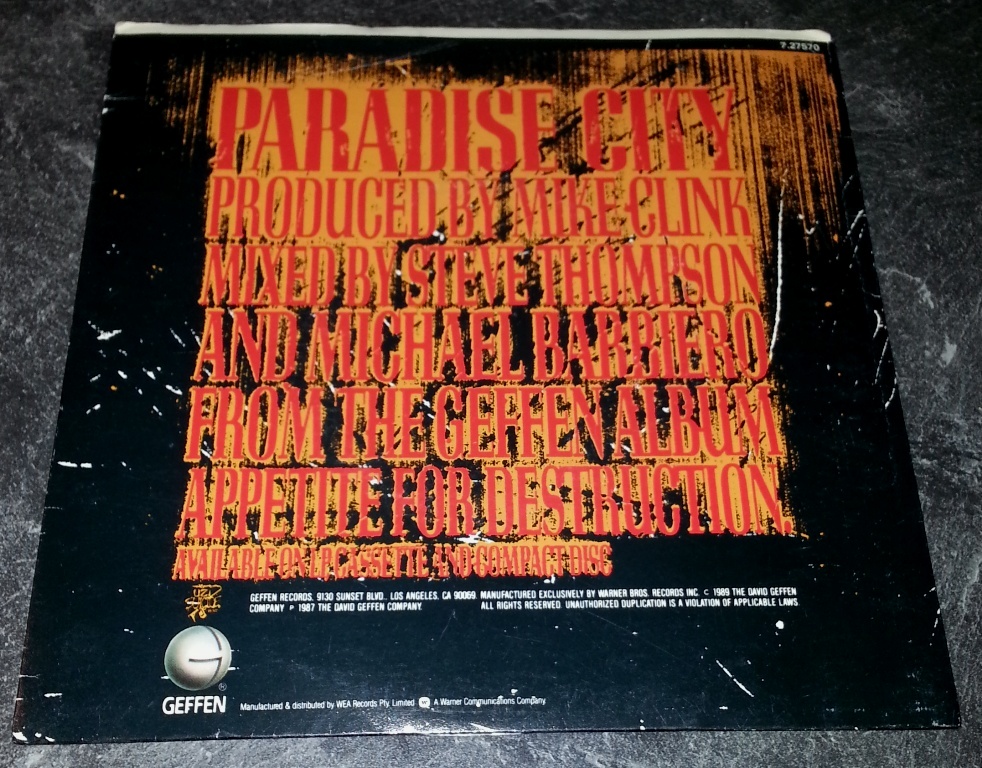 7.27570
PARADISE CITY
PRODUCED BY MIKE CLINK
MIXED BY STEVE THOMPSON
AND MICHAEL BARBIERO
FROM THE GEFFEN ALBUM
APPETITE FOR DESTRUCTION.
AVAILABLE ON LP, CASSETTE AND COMPACT DISC
GEFFEN RECORDS, 9130 SUNSET BLVD., LOS ANGELES, CA 90069. MANUFACTURED EXCLUSIVELY BY WARNER BROS. RECORDS INC. © 1989 THE DAVID GEFFEN
COMPANY ℗ 1987 THE DAVID GEFFEN COMPANY. ALL RIGHTS RESERVED. UNAUTHORIZED DUPLICATION IS A VIOLATION OF APPLICABLE LAWS.
G
GEFFEN ®
Manufactured & distributed by WEA Records Pty. Limited A Warner Communications Company